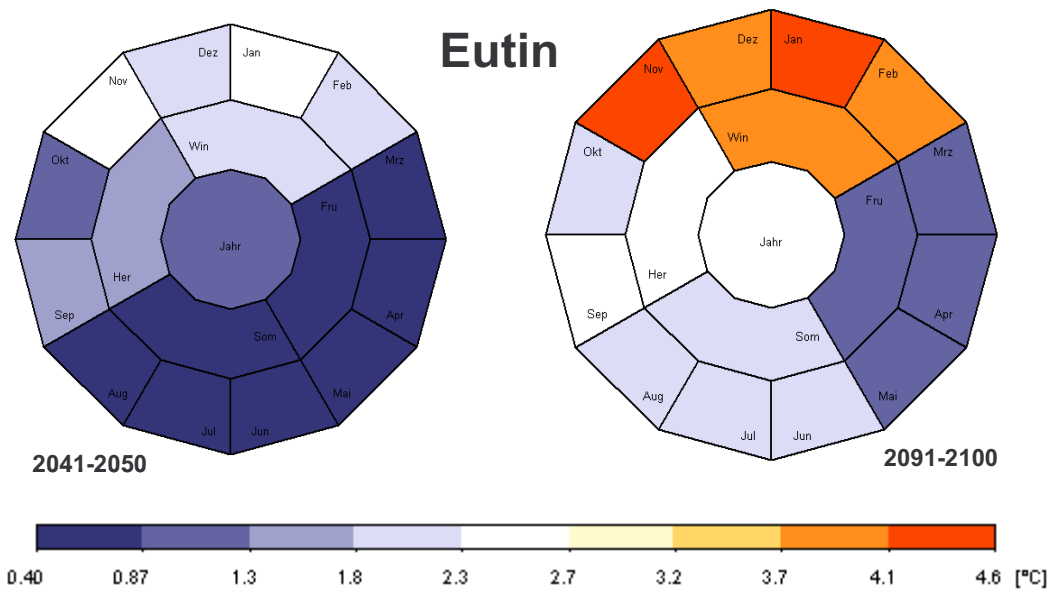 Eutin
Dez Jan
Nov Feb
Okt Win Mrz
Fru
Jahr
Her
Sep Som Apr
Aug Mai
Jul Jun
2041-2050
Dez Jan
Nov Feb
Okt Win Mrz
Fru
Jahr
Her
Sep Som Apr
Aug Mai
Jul Jun
2091-2100
0.40 0.87 1.3 1.8 2.3 2.7 3.2 3.7 4.1 4.6 [°C]